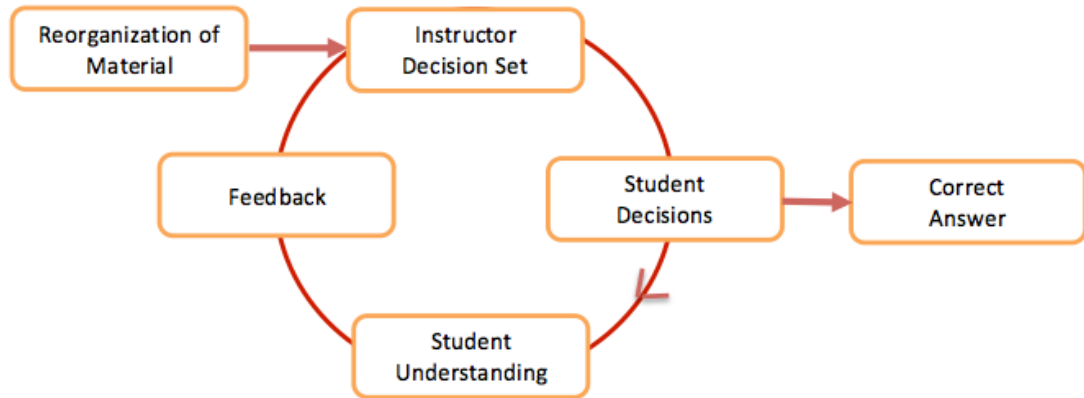 Reorganization of
Material
Instructor
Decision Set
Feedback
Student
Decisions
Correct
Answer
Student
Understanding